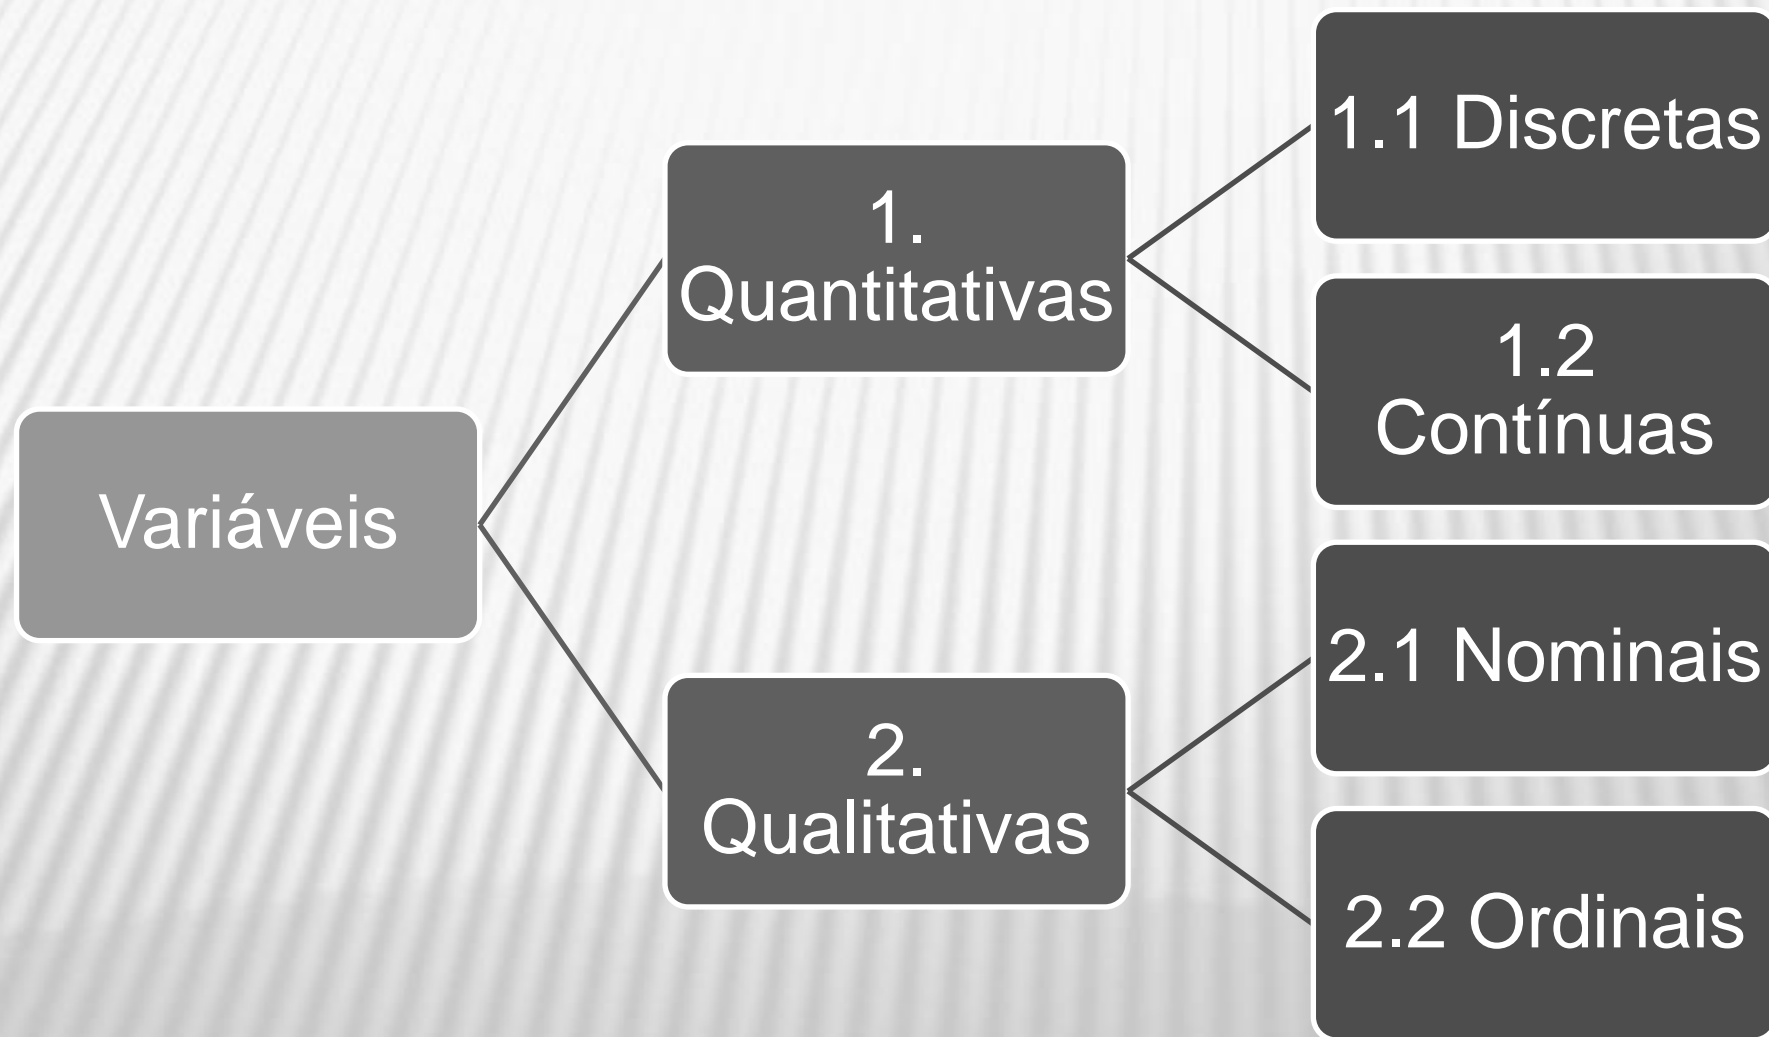 Variáveis
1.
Quantitativas
1.1 Discretas
1.2
Contínuas
2.
Qualitativas
2.1 Nominais
2.2 Ordinais